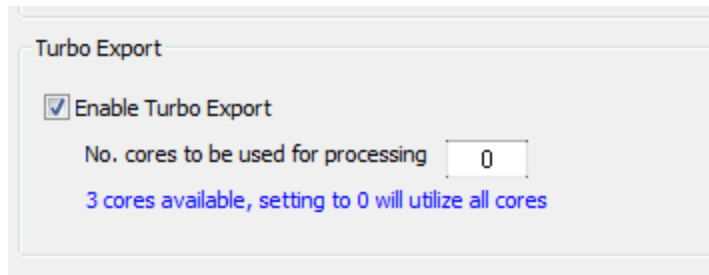 Turbo Export
Enable Turbo Export
No. cores to be used for processing 0
3 cores available, setting to 0 will utilize all cores